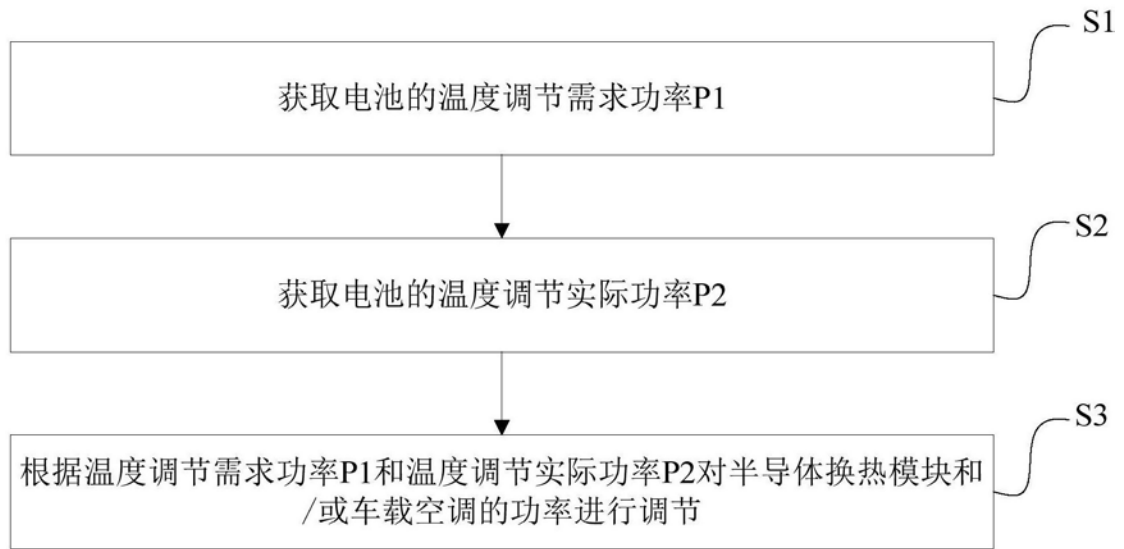 S1
获取电池的温度调节需求功率P1
S2
获取电池的温度调节实际功率P2
S3
根据温度调节需求功率P1和温度调节实际功率P2对半导体换热模块和
/或车载空调的功率进行调节